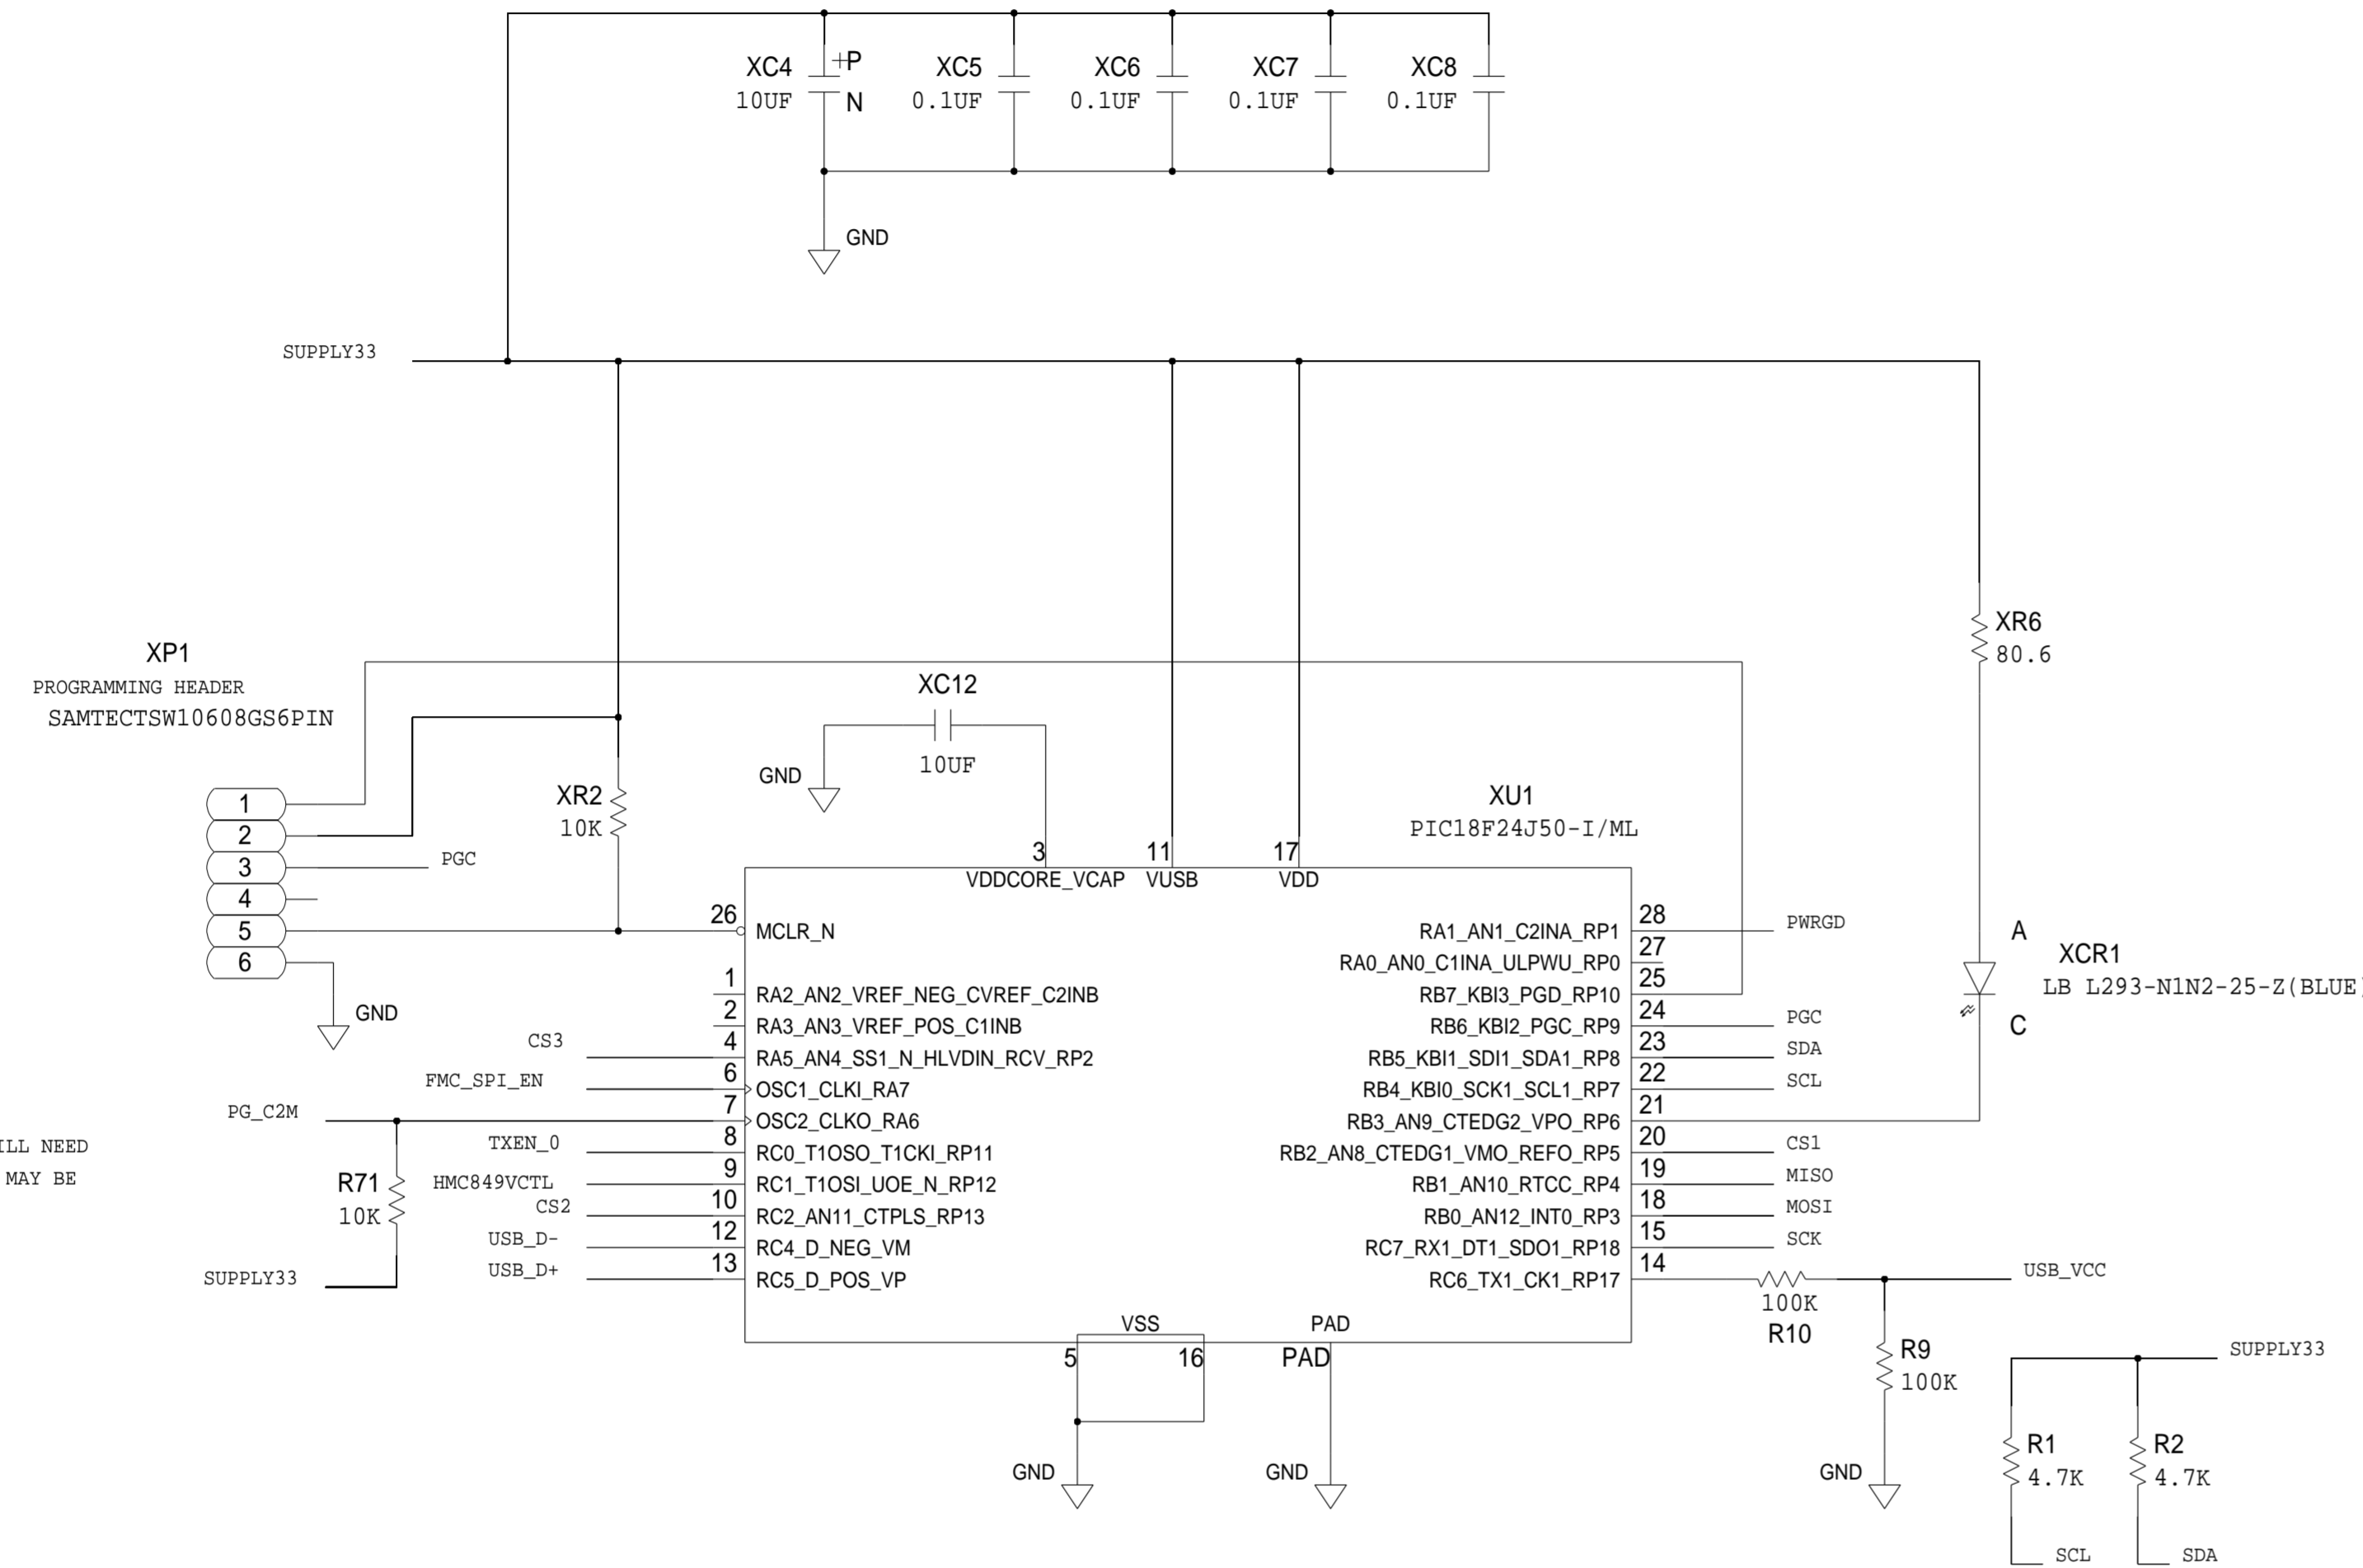 XC4
+P
10UF
N
XC5
0.1UF
XC6
0.1UF
XC7
0.1UF
XC8
0.1UF
GND
SUPPLY33
XR6
80.6
XP1
PROGRAMMING HEADER
SAMTECTSW10608GS6PIN
XC12
10UF
GND
XR2
10K
XU1
PIC18F24J50-I/ML
1
2
3
PGC
4
5
6
GND
3
11
17
VDDCORE_VCAP
VUSB
VDD
26
MCLR_N
1
RA2_AN2_VREF_NEG_CVREF_C2INB
2
RA3_AN3_VREF_POS_C1INB
CS3
4
RA5_AN4_SS1_N_HLVDIN_RCV_RP2
FMC_SPI_EN
6
OSC1_CLKI_RA7
PG_C2M
7
OSC2_CLKO_RA6
TXEN_0
8
RC0_T1OSO_T1CKI_RP11
HMC849VCTL
9
RC1_T1OSI_UOE_N_RP12
CS2
10
RC2_AN11_CTPLS_RP13
USB_D-
12
RC4_D_NEG_VM
USB_D+
13
RC5_D_POS_VP
ILL NEED
MAY BE
R71
10K
SUPPLY33
RA1_AN1_C2INA_RP1
28
PWRGD
RA0_AN0_C1INA_ULPWU_RP0
27
RB7_KBI3_PGD_RP10
25
RB6_KBI2_PGC_RP9
24
PGC
RB5_KBI1_SDI1_SDA1_RP8
23
SDA
RB4_KBI0_SCK1_SCL1_RP7
22
SCL
RB3_AN9_CTEDG2_VPO_RP6
21
RB2_AN8_CTEDG1_VMO_REFO_RP5
20
CS1
RB1_AN10_RTCC_RP4
19
MISO
RB0_AN12_INT0_RP3
18
MOSI
RC7_RX1_DT1_SDO1_RP18
15
SCK
RC6_TX1_CK1_RP17
14
USB_VCC
A
XCR1
LB L293-N1N2-25-Z(BLUE)
C
100K
R10
R9
100K
GND
VSS
PAD
5
16
PAD
GND
GND
SUPPLY33
R1
4.7K
R2
4.7K
SCL
SDA